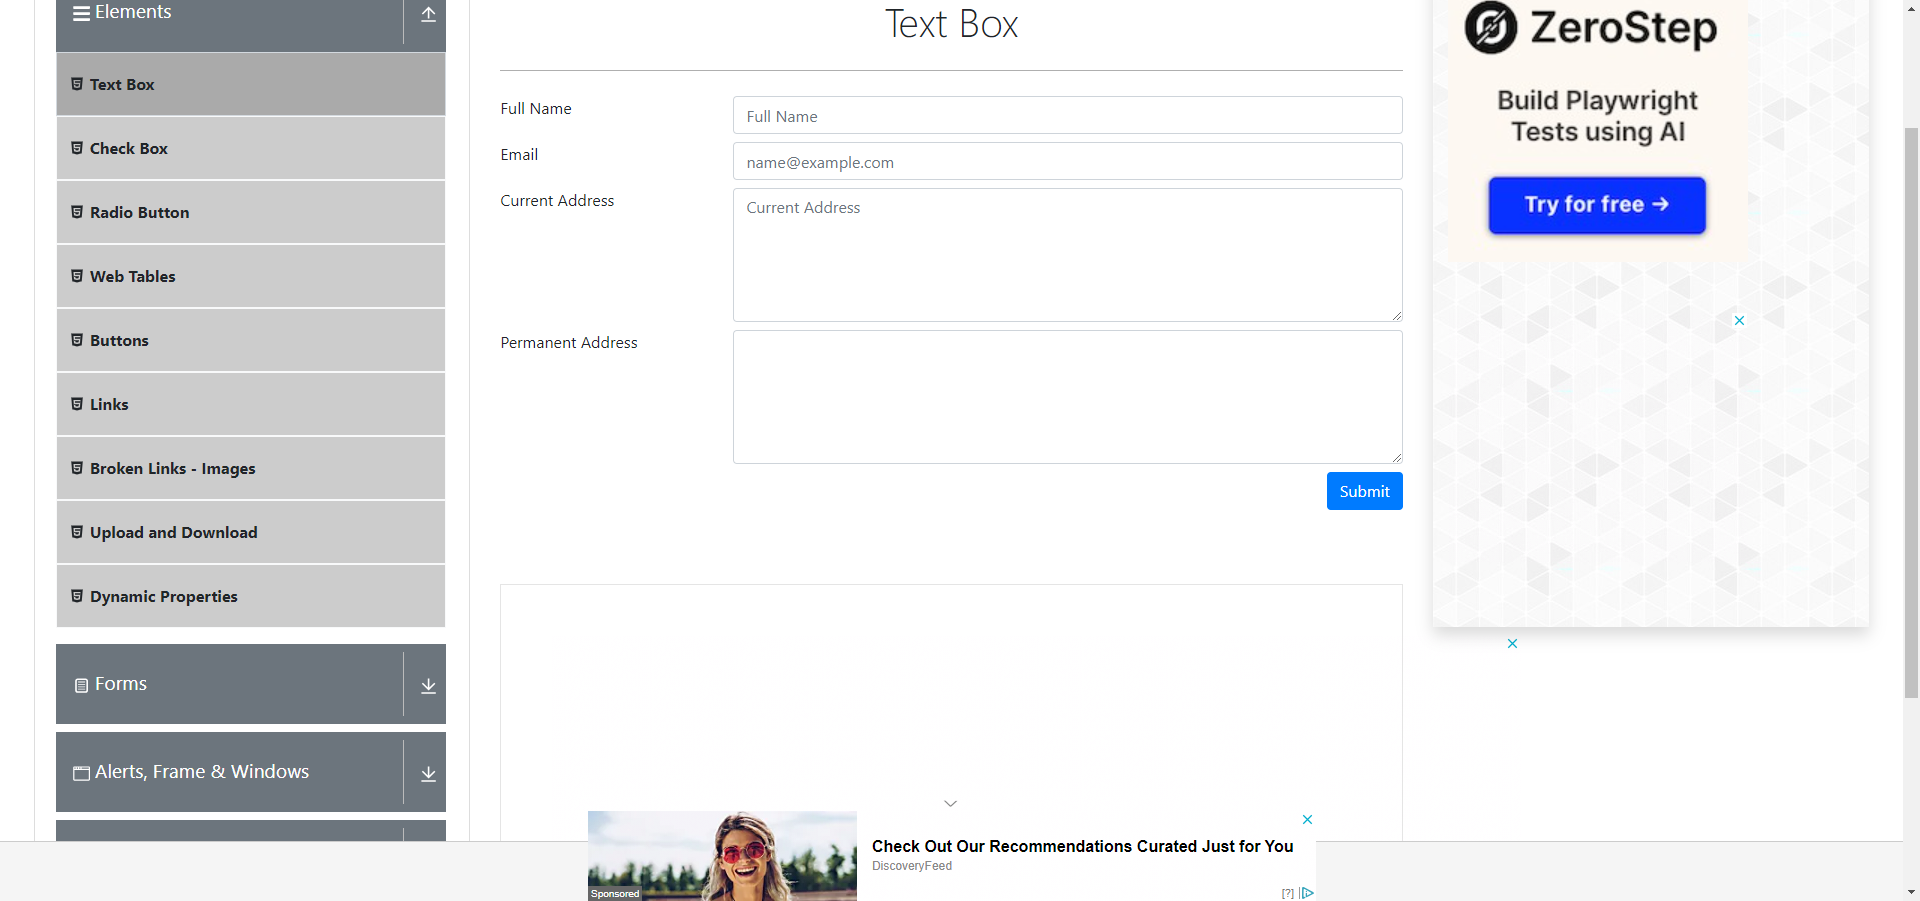 Elements
Text Box
Check Box
Radio Button
Web Tables
Buttons
Links
Broken Links - Images
Upload and Download
Dynamic Properties
Forms
Alerts, Frame & Windows
Text Box
Full Name
Full Name
Email
name@example.com
Current Address
Current Address
Permanent Address
Submit
ZeroStep
Build Playwright
Tests using AI
Try for free →
Sponsored
Check Out Our Recommendations Curated Just for You
DiscoveryFeed
[?]